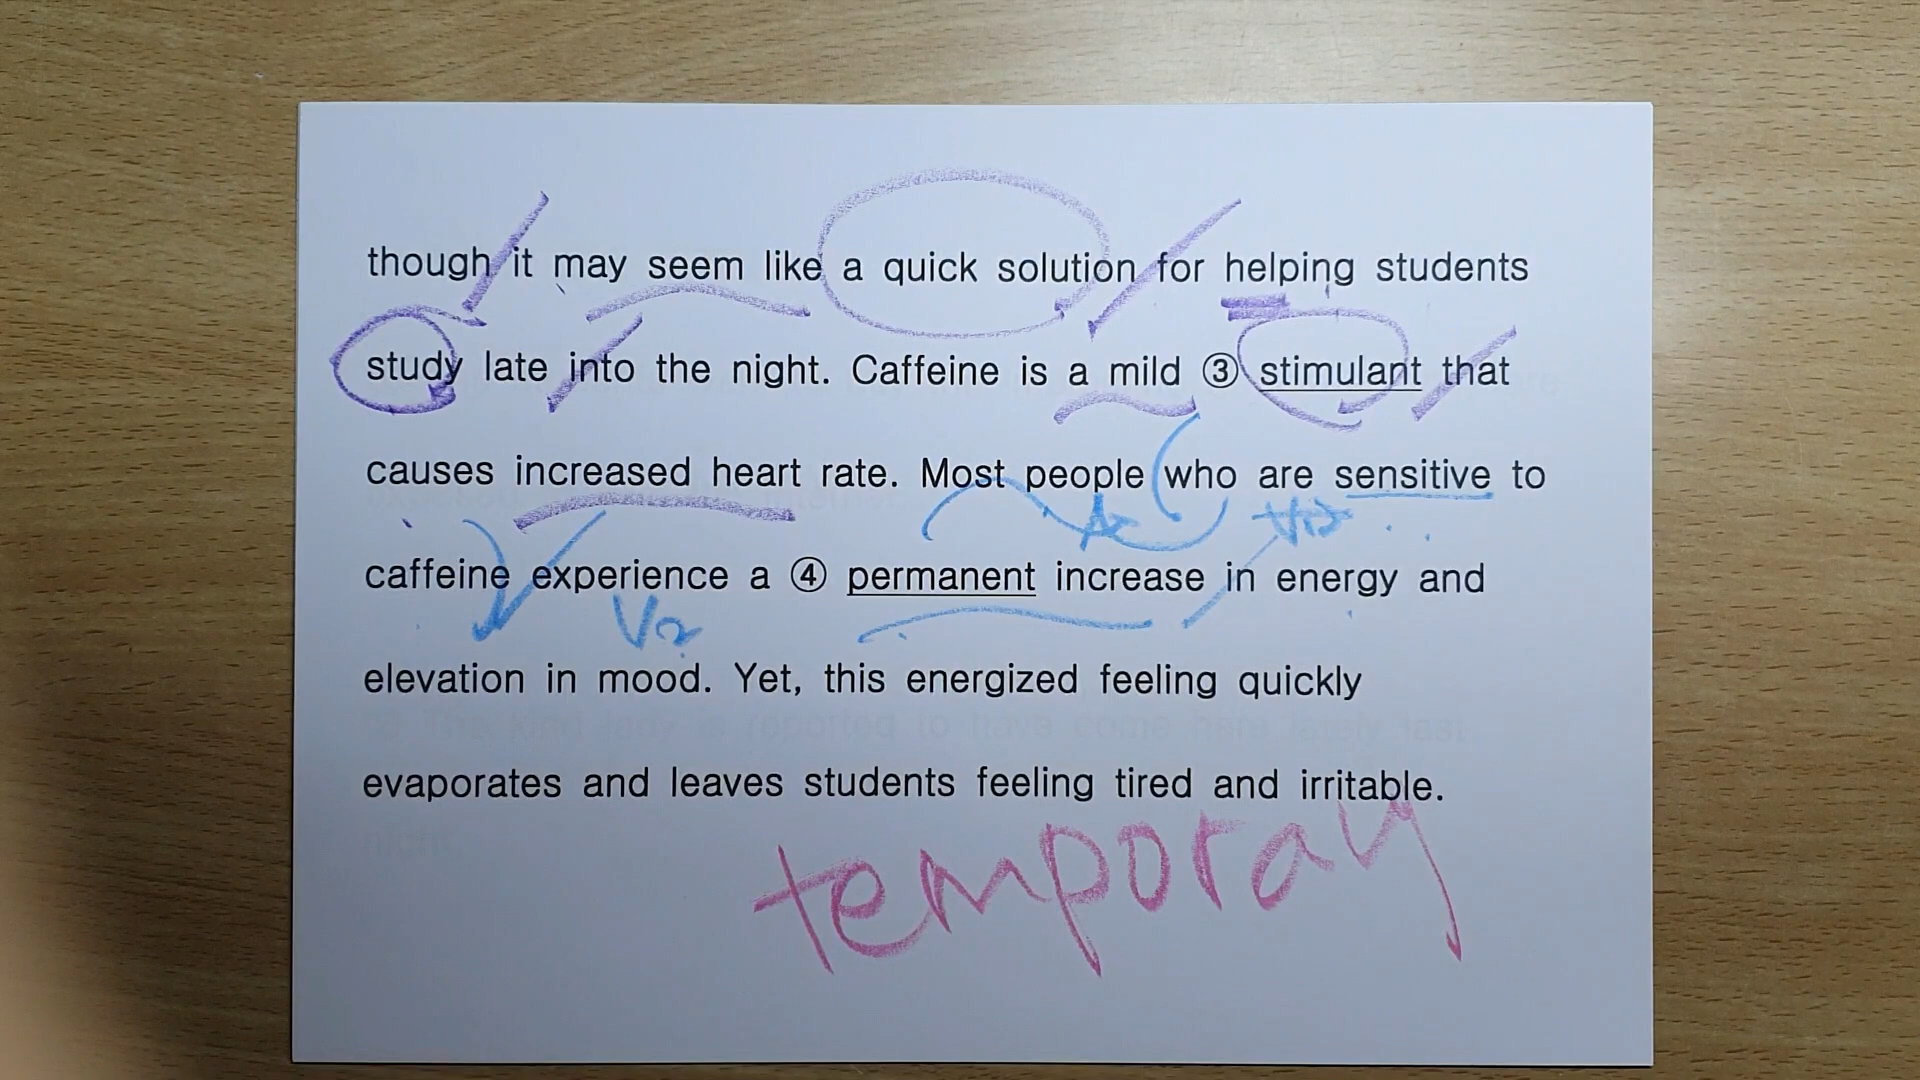 though it may seem like a quick solution for helping students
study late into the night. Caffeine is a mild ③ stimulant that
causes increased heart rate. Most people who are sensitive to
caffeine experience a ④ permanent increase in energy and
V₂
elevation in mood. Yet, this energized feeling quickly
evaporates and leaves students feeling tired and irritable.
temporay